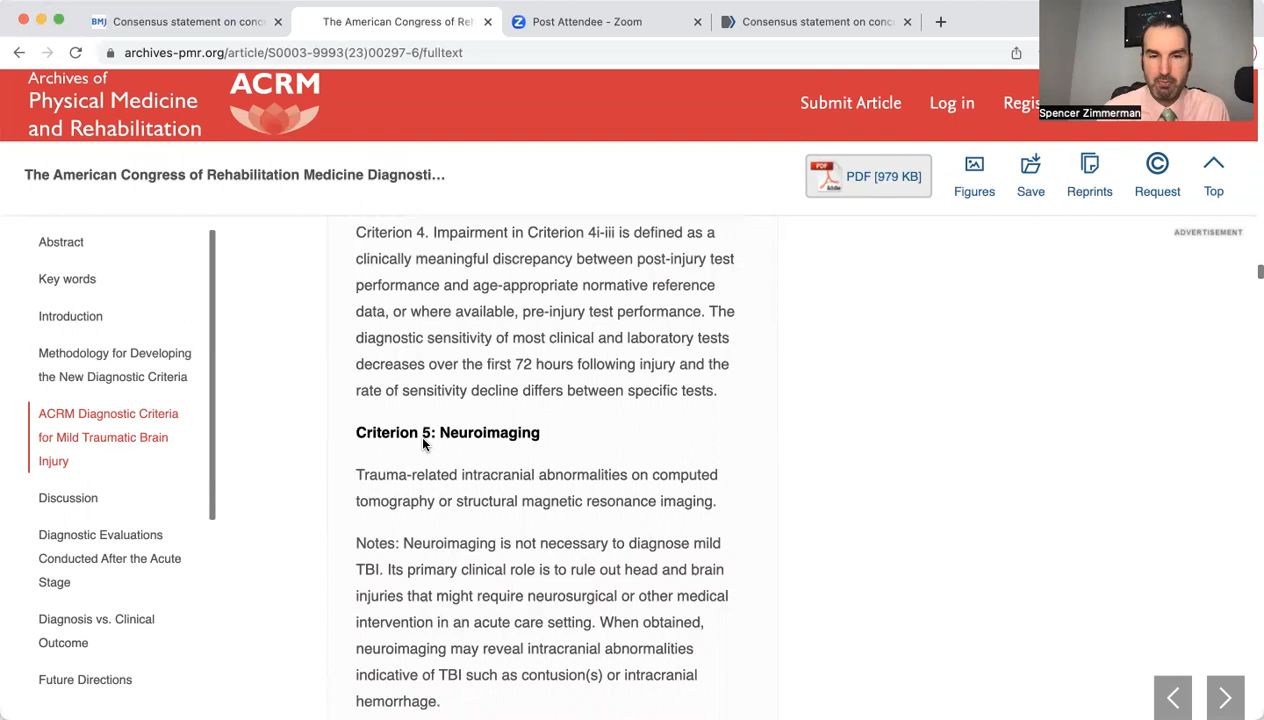 BMJ Consensus statement on conc
The American Congress of Rel
Post Attendee - Zoom
Consensus statement on conc
archives-pmr.org/article/S0003-9993(23)00297-6/fulltext
Archives of
Physical Medicine
and Rehabilitation
ACRM
Submit Article
Log in
Regis
Spencer Zimmerman
The American Congress of Rehabilitation Medicine Diagnosti...
PDF
Adobe
PDF [979 KB]
Figures
Save
Reprints
Request
Top
ADVERTISEMENT
Abstract
Key words
Introduction
Methodology for Developing
the New Diagnostic Criteria
ACRM Diagnostic Criteria
for Mild Traumatic Brain
Injury
Discussion
Diagnostic Evaluations
Conducted After the Acute
Stage
Diagnosis vs. Clinical
Outcome
Future Directions
Criterion 4. Impairment in Criterion 4i-iii is defined as a
clinically meaningful discrepancy between post-injury test
performance and age-appropriate normative reference
data, or where available, pre-injury test performance. The
diagnostic sensitivity of most clinical and laboratory tests
decreases over the first 72 hours following injury and the
rate of sensitivity decline differs between specific tests.
Criterion 5: Neuroimaging
Trauma-related intracranial abnormalities on computed
tomography or structural magnetic resonance imaging.
Notes: Neuroimaging is not necessary to diagnose mild
TBI. Its primary clinical role is to rule out head and brain
injuries that might require neurosurgical or other medical
intervention in an acute care setting. When obtained,
neuroimaging may reveal intracranial abnormalities
indicative of TBI such as contusion(s) or intracranial
hemorrhage.